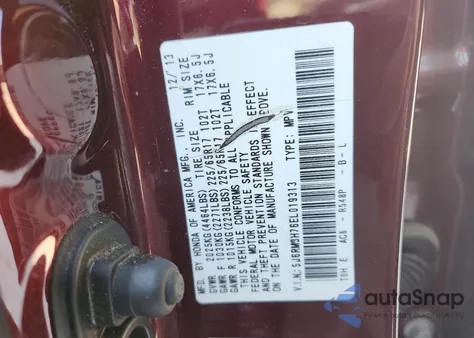 MFD. BY HONDA OF AMERICA MFG., INC. 12/13
TIRE SIZE RIM SIZE
2025KG(4464LBS) 225/65R17 102T 17X6.5J
GAWR F 1030KG(2271LBS) 225/65R17 102T 17X6.5J
GAWR R 1015KG(2238LBS)
THIS VEHICLE CONFORMS TO ALL APPLICABLE
FEDERAL MOTOR VEHICLE SAFETY
AND THEFT PREVENTION STANDARDS IN EFFECT
ON THE DATE OF MANUFACTURE SHOWN ABOVE.
V.I.N.: TYPE: MPV
E AC6 - R548P - B - L
autoSnap